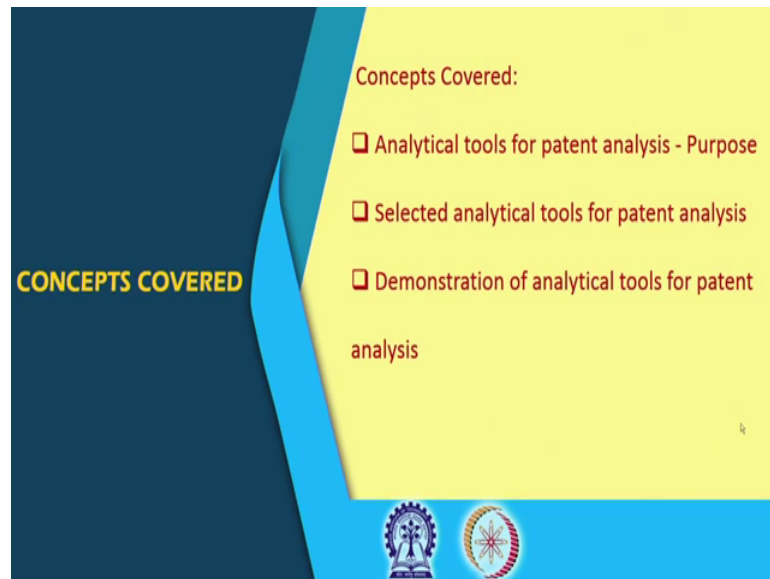 CONCEPTS COVERED
Concepts Covered:
❑ Analytical tools for patent analysis - Purpose
❑ Selected analytical tools for patent analysis
❑ Demonstration of analytical tools for patent
analysis